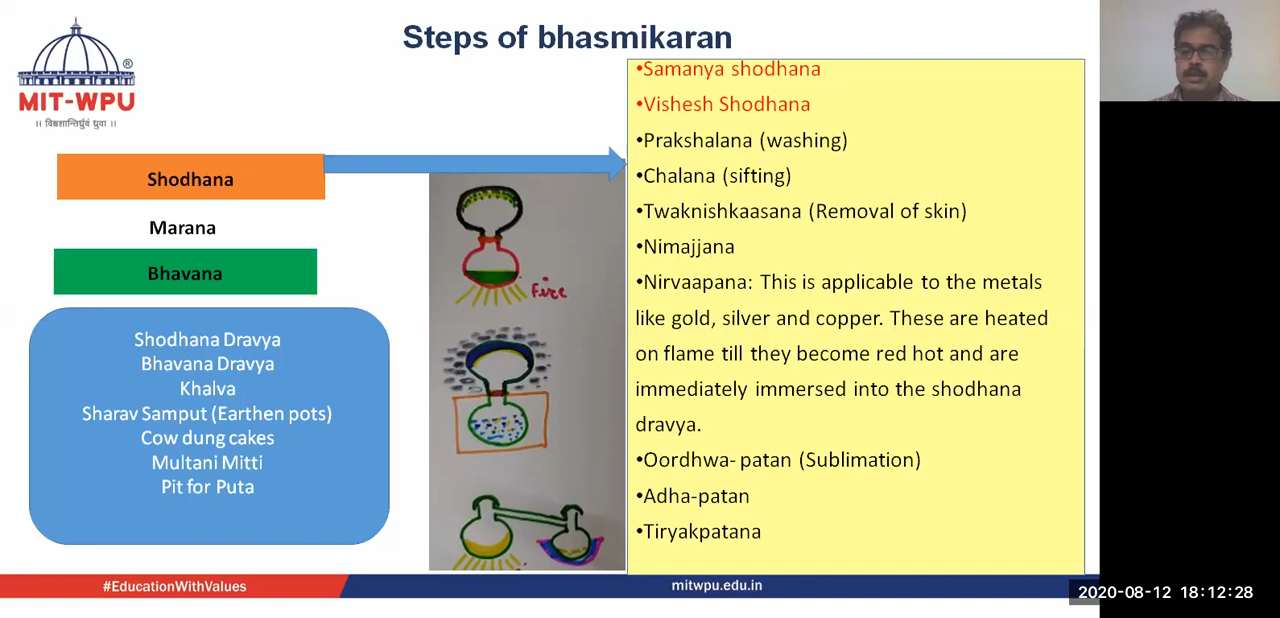 Steps of bhasmikaran
®
MIT-WPU
॥ विश्वशान्तिर्ध्रुवं ध्रुवा ॥
Shodhana
Marana
Bhavana
Shodhana Dravya
Bhavana Dravya
Khalva
Sharav Samput (Earthen pots)
Cow dung cakes
Multani Mitti
Pit for Puta
Fire
•Samanya shodhana
•Vishesh Shodhana
•Prakshalana (washing)
•Chalana (sifting)
•Twaknishkaasana (Removal of skin)
•Nimajjana
•Nirvaapana: This is applicable to the metals
like gold, silver and copper. These are heated
on flame till they become red hot and are
immediately immersed into the shodhana
dravya.
•Oordhwa- patan (Sublimation)
•Adha-patan
•Tiryakpatana
#EducationWithValues
mitwpu.edu.in
2020-08-12 18:12:28